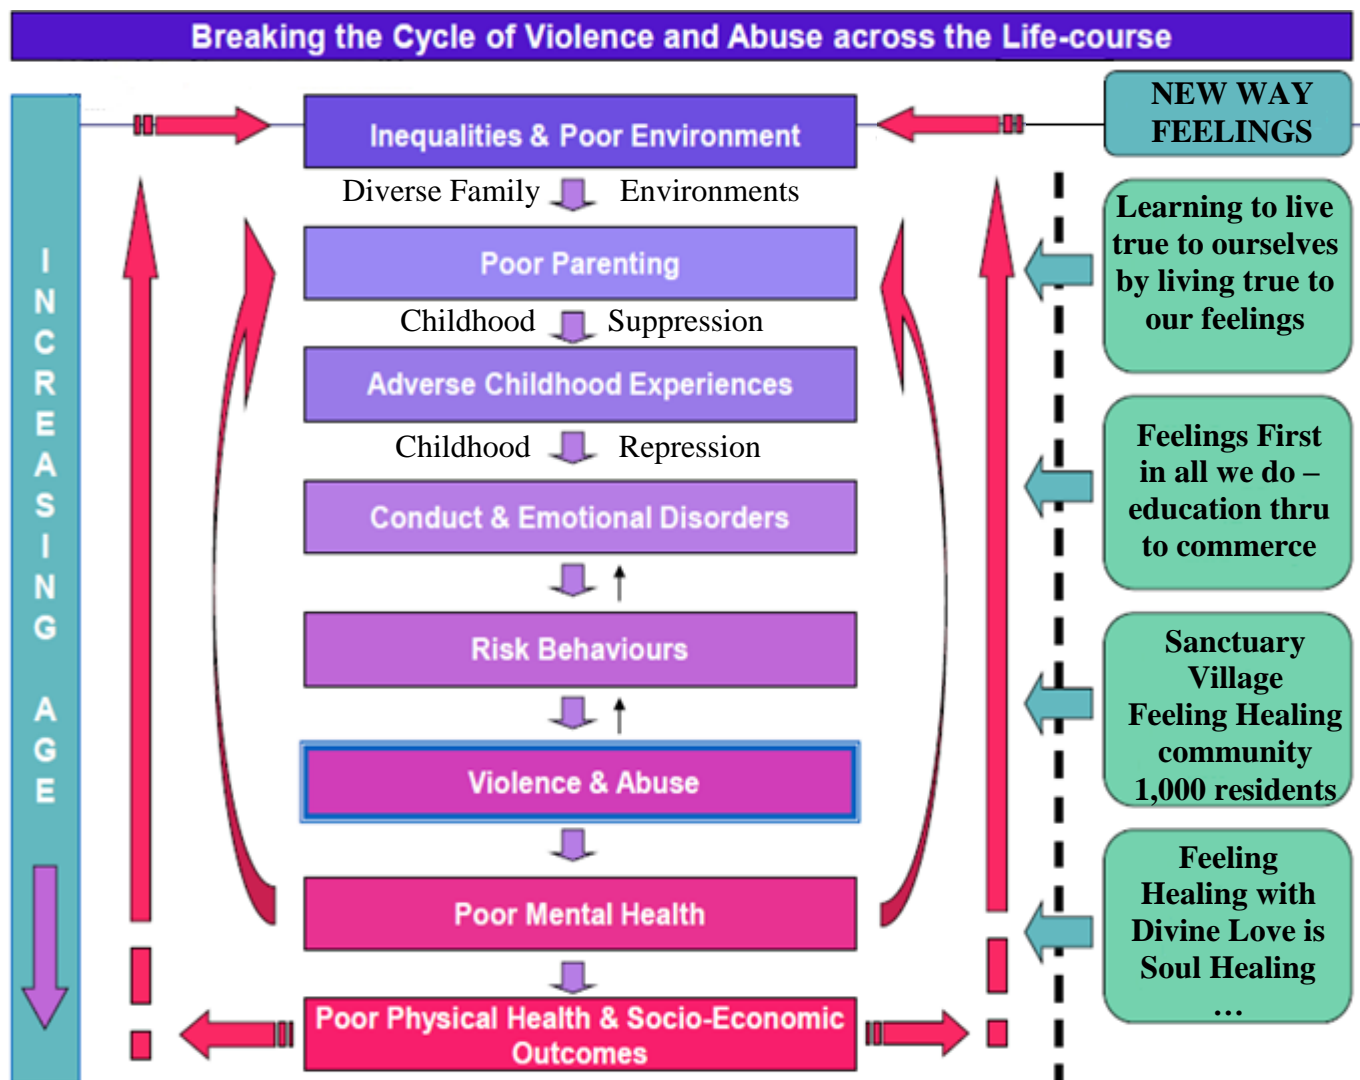 Breaking the Cycle of Violence and Abuse across the Life-course
INCREASING AGE
Inequalities & Poor Environment
Diverse Family Environments
Poor Parenting
Childhood Suppression
Adverse Childhood Experiences
Childhood Repression
Conduct & Emotional Disorders
Risk Behaviours
Violence & Abuse
Poor Mental Health
Poor Physical Health & Socio-Economic
Outcomes
NEW WAY
FEELINGS
Learning to live
true to ourselves
by living true to
our feelings
Feelings First
in all we do –
education thru
to commerce
Sanctuary
Village
Feeling Healing
community
1,000 residents
Feeling
Healing with
Divine Love is
Soul Healing
…